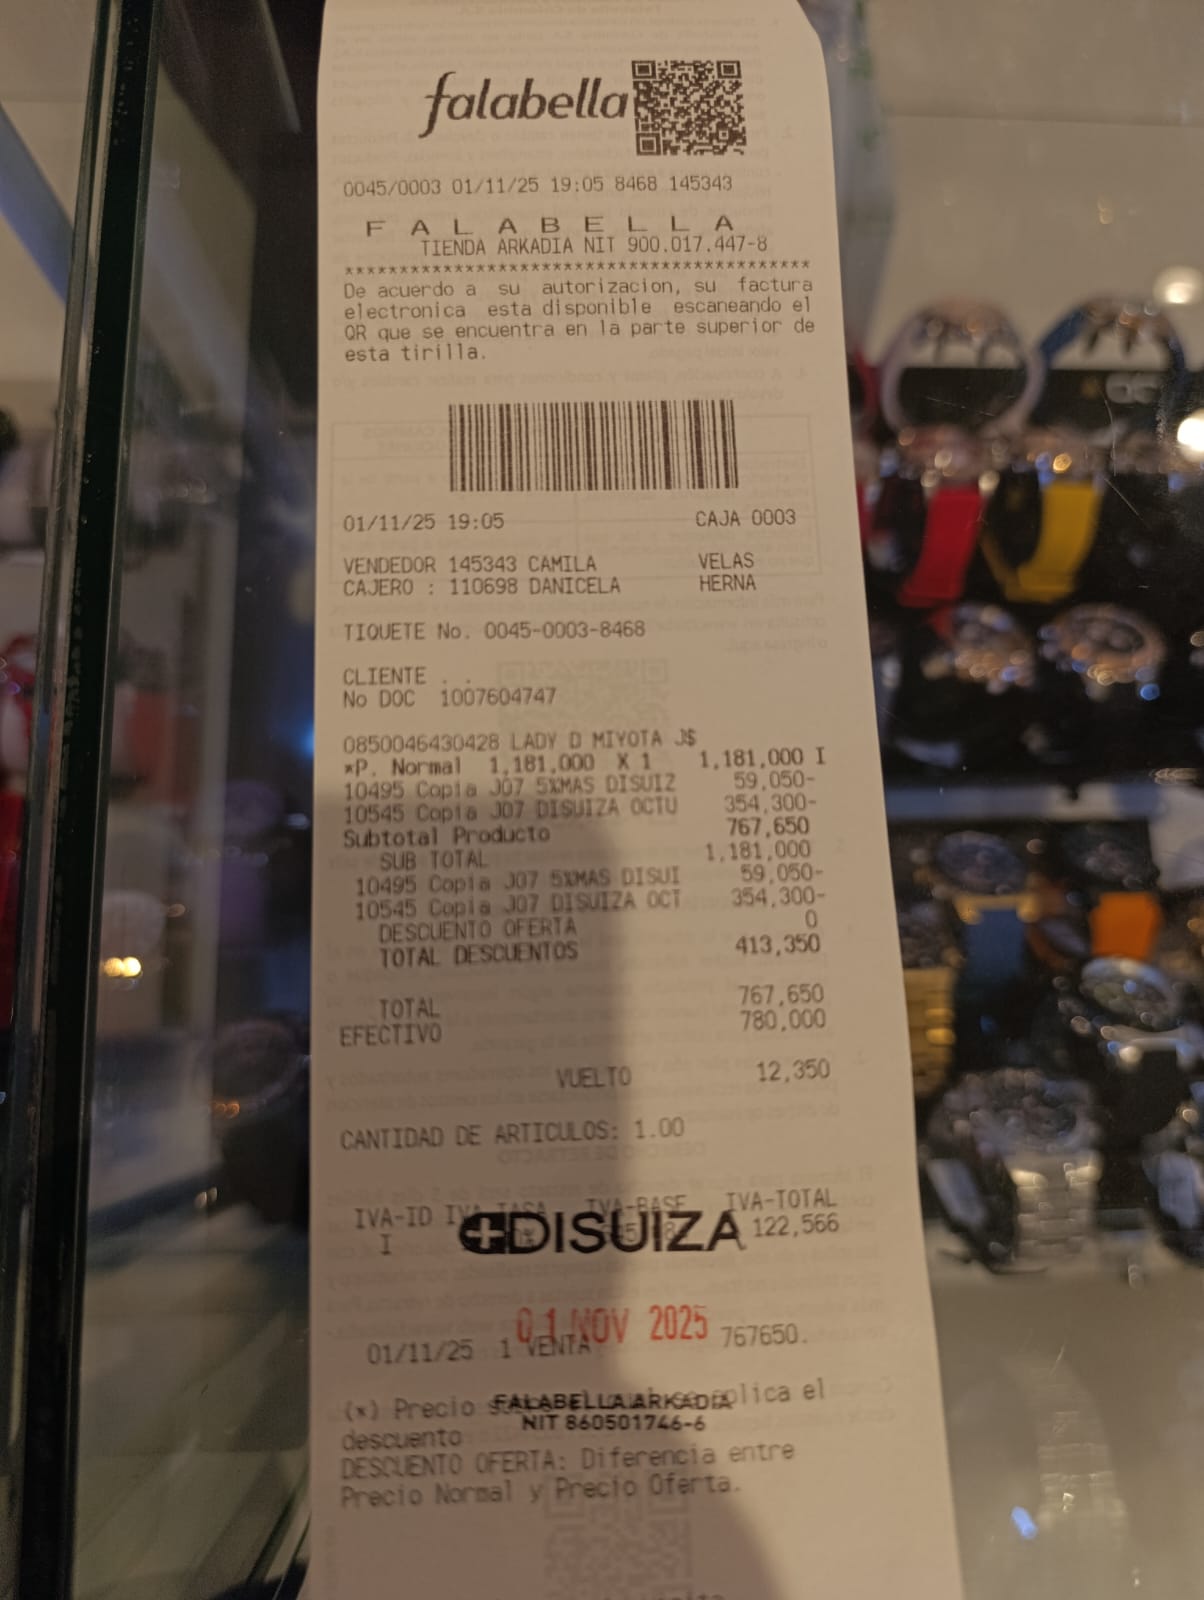 falabella
0045/0003 01/11/25 19:05 8468 145343
F A L A B E L L A
TIENDA ARKADIA NIT 900.017.447-8
*******************************************
De acuerdo a su autorizacion, su factura
electronica esta disponible escaneando el
QR que se encuentra en la parte superior de
esta tirilla.
01/11/25 19:05 CAJA 0003
VENDEDOR 145343 CAMILA VELAS
CAJERO : 110698 DANICELA HERNA
TIQUETE No. 0045-0003-8468
CLIENTE . .
No DOC 1007604747
0850046430428 LADY D MIYOTA J$
*P. Normal 1,181,000 X 1 1,181,000 I
10495 Copia J07 5%MAS DISUIZ 59,050-
10545 Copia J07 DISUIZA OCTU 354,300-
Subtotal Producto 767,650
SUB TOTAL 1,181,000
10495 Copia J07 5%MAS DISUI 59,050-
10545 Copia J07 DISUIZA OCT 354,300-
DESCUENTO OFERTA 0
TOTAL DESCUENTOS 413,350
TOTAL 767,650
EFECTIVO 780,000
VUELTO 12,350
CANTIDAD DE ARTICULOS: 1.00
IVA-ID IVA TASA IVA-BASE IVA-TOTAL
I 122,566
DISUIZA
01 NOV 2025
01/11/25 1 VENTA 767650.
(*) Precio aplica el
FALABELLA ARKADIA
NIT 860501746-6
descuento
DESCUENTO OFERTA: Diferencia entre
Precio Normal y Precio Oferta.